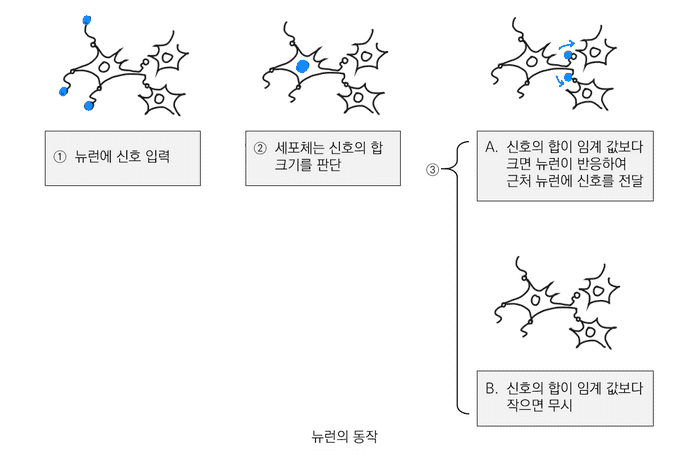 ① 뉴런에 신호 입력
② 세포체는 신호의 합
크기를 판단
③
A. 신호의 합이 임계 값보다
크면 뉴런이 반응하여
근처 뉴런에 신호를 전달
B. 신호의 합이 임계 값보다
작으면 무시
뉴런의 동작